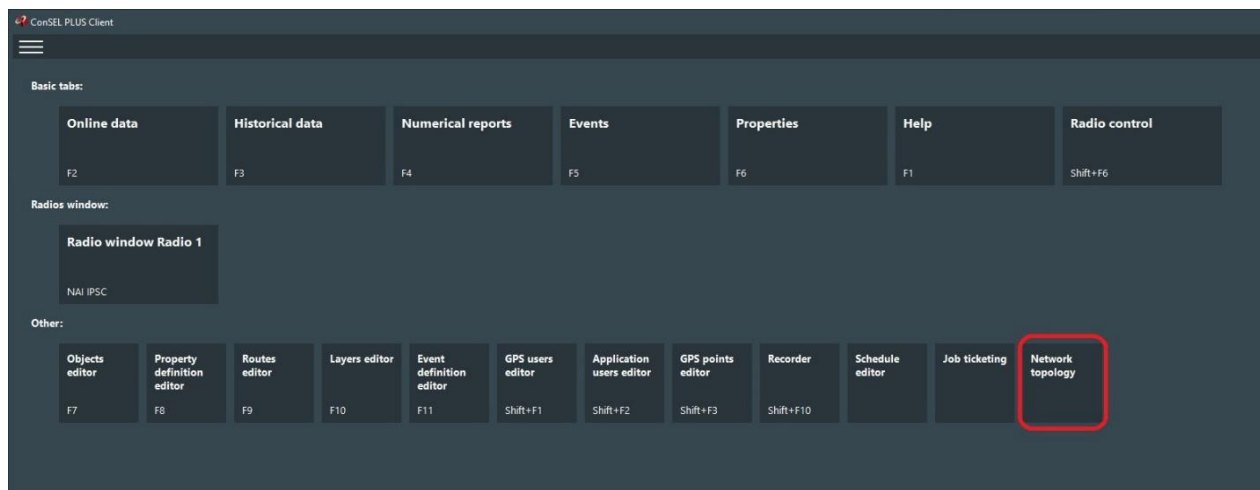 ConSEL PLUS Client
Basic tabs:
Online data
Historical data
Numerical reports
Events
Properties
Help
Radio control
F2
F3
F4
F5
F6
F1
Shift+F6
Radios window:
Radio window Radio 1
NAI IPSC
Other:
Objects
editor
Property
definition
editor
Routes
editor
Layers editor
Event
definition
editor
GPS users
editor
Application
users editor
GPS points
editor
Recorder
Schedule
editor
Job ticketing
Network
topology
F7
F8
F9
F10
F11
Shift+F1
Shift+F2
Shift+F3
Shift+F10